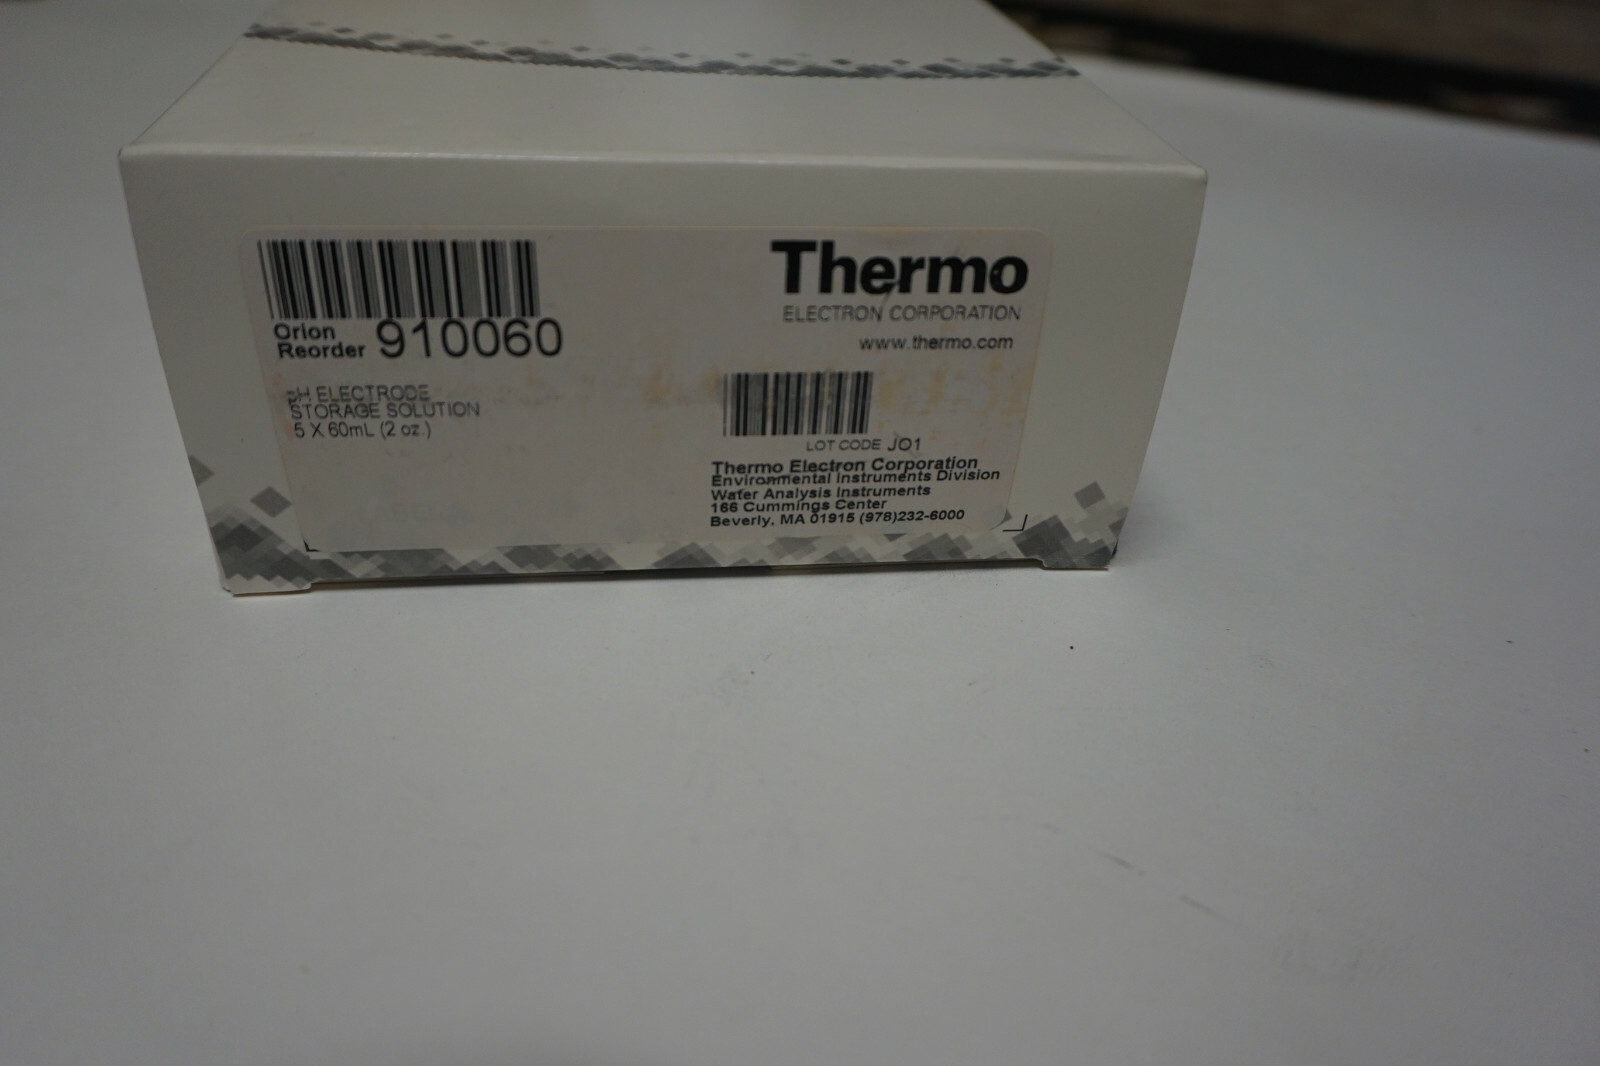 Orion
Reorder 910060
pH ELECTRODE
STORAGE SOLUTION
5 X 60mL (2 oz.)
Thermo
ELECTRON CORPORATION
www.thermo.com
LOT CODE JO1
Thermo Electron Corporation
Environmental Instruments Division
Water Analysis Instruments
166 Cummings Center
Beverly, MA 01915 (978)232-6000